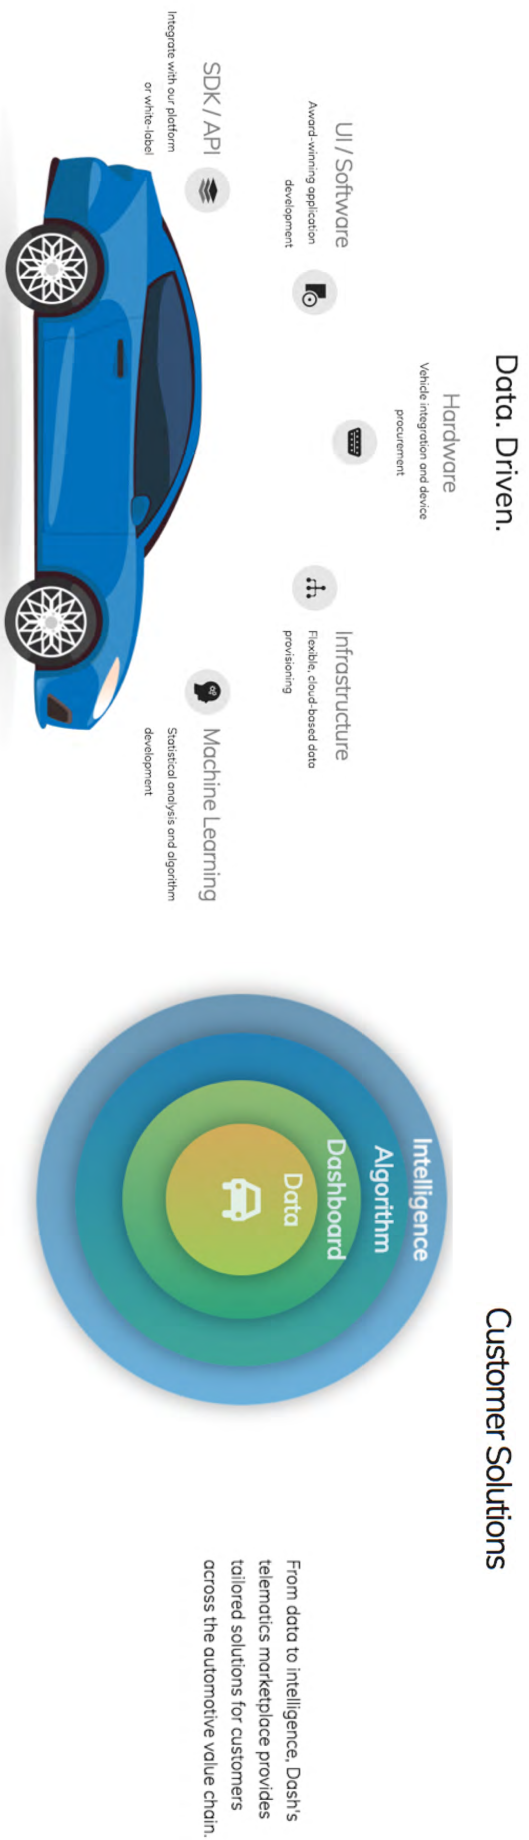 Data. Driven.
Hardware
Vehicle integration and device
procurement
UI / Software
Award-winning application
development
Infrastructure
Flexible, cloud-based data
provisioning
SDK / API
Integrate with our platform
or white-label
Machine Learning
Statistical analysis and algorithm
development
Customer Solutions
Intelligence
Algorithm
Dashboard
Data
From data to intelligence, Dash's
telematics marketplace provides
tailored solutions for customers
across the automotive value chain.